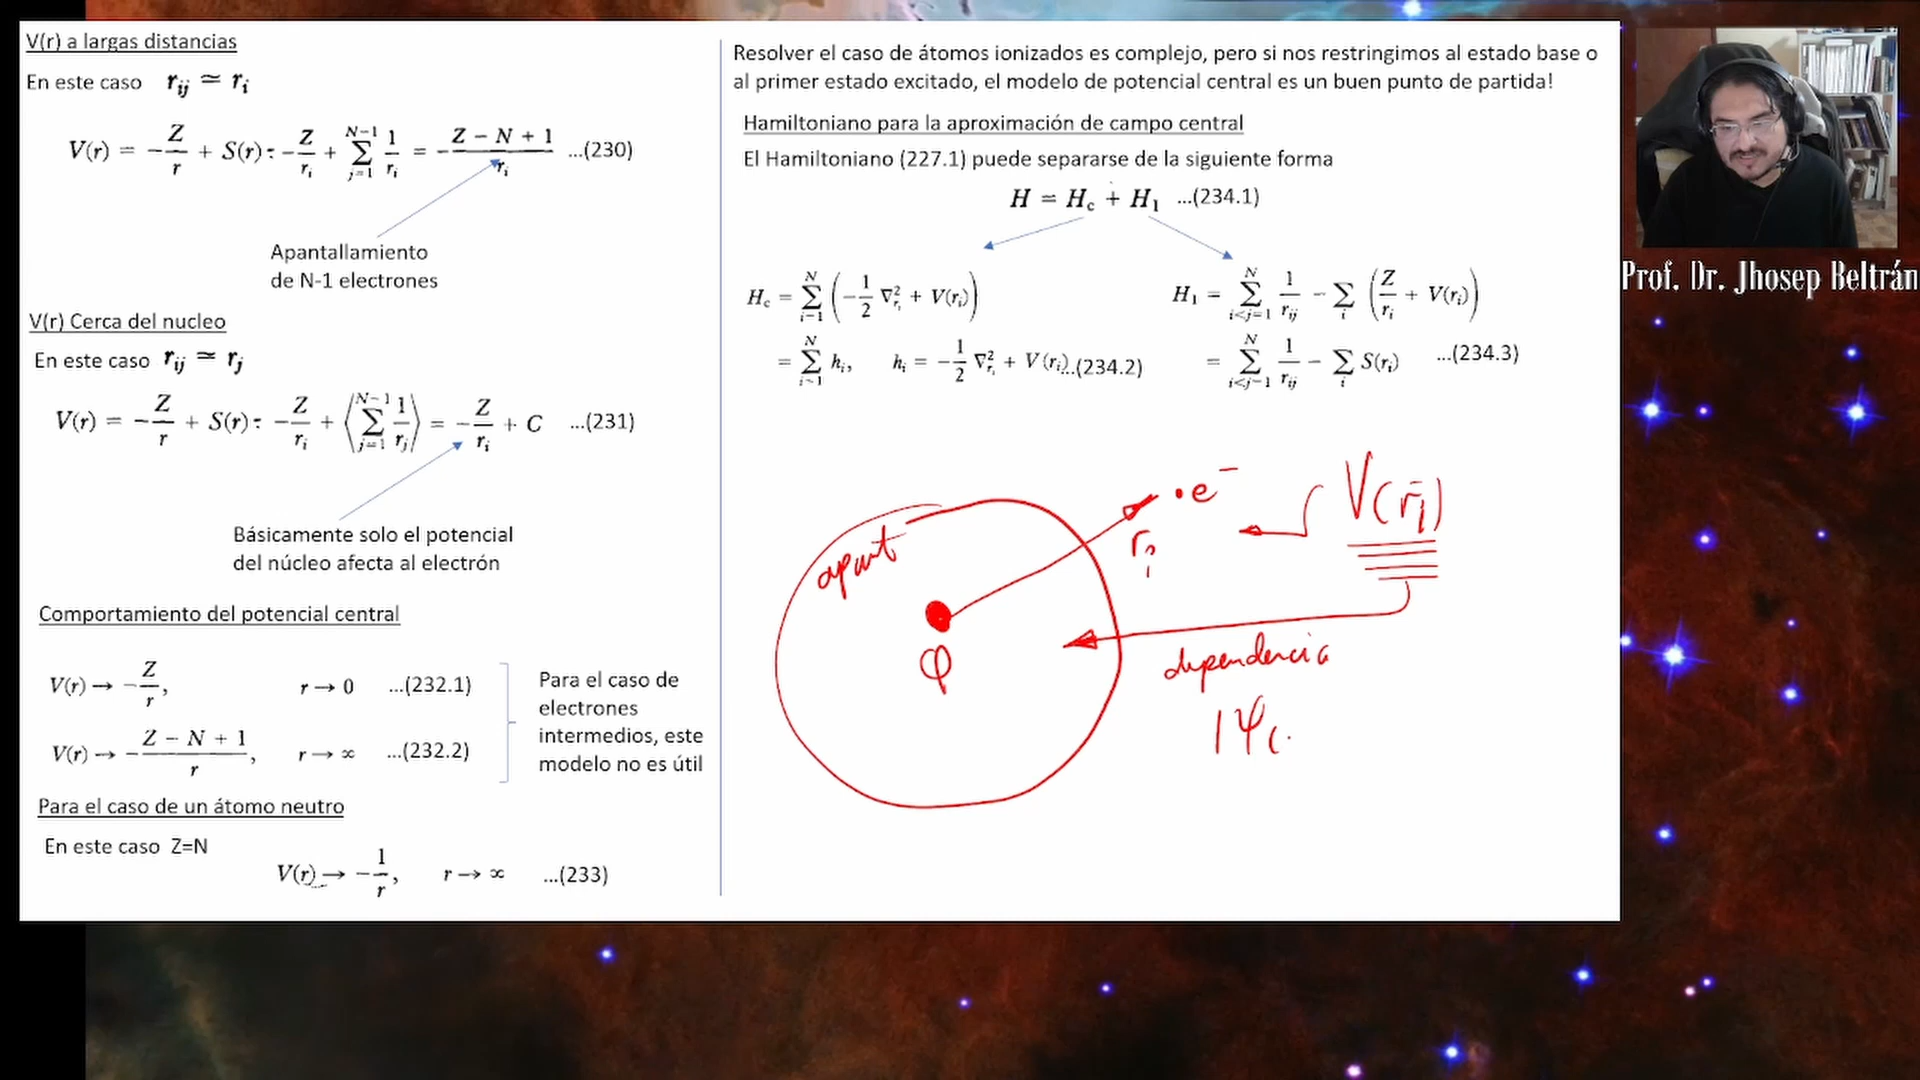 V(r) a largas distancias
En este caso r_ij ≃ r_i
V(r) = -Z/r + S(r) = -Z/r_i + Σ_{j=1}^{N-1} 1/r_i = -(Z - N + 1)/r_i ...(230)
Apantallamiento
de N-1 electrones
V(r) Cerca del nucleo
En este caso r_ij ≃ r_j
V(r) = -Z/r + S(r) = -Z/r_i + ⟨Σ_{j=1}^{N-1} 1/r_j⟩ = -Z/r_i + C ...(231)
Básicamente solo el potencial
del núcleo afecta al electrón
Comportamiento del potencial central
V(r) → -Z/r, r → 0 ...(232.1)
V(r) → -(Z - N + 1)/r, r → ∞ ...(232.2)
Para el caso de
electrones
intermedios, este
modelo no es útil
Para el caso de un átomo neutro
En este caso Z=N
V(r) → -1/r, r → ∞ ...(233)
Resolver el caso de átomos ionizados es complejo, pero si nos restringimos al estado base o
al primer estado excitado, el modelo de potencial central es un buen punto de partida!
Hamiltoniano para la aproximación de campo central
El Hamiltoniano (227.1) puede separarse de la siguiente forma
H = H_c + H_1 ...(234.1)
H_c = Σ_{i=1}^{N} (-1/2 ∇²_{r_i} + V(r_i))
= Σ_{i=1}^{N} h_i, h_i = -1/2 ∇²_{r_i} + V(r_i)...(234.2)
H_1 = Σ_{i<j=1}^{N} 1/r_ij - Σ_i (Z/r_i + V(r_i))
= Σ_{i<j=1}^{N} 1/r_ij - Σ_i S(r_i) ...(234.3)
e⁻
V(r_i)
r_i
apant
φ
dependencia
|Ψ(
Prof. Dr. Jhosep Beltrán